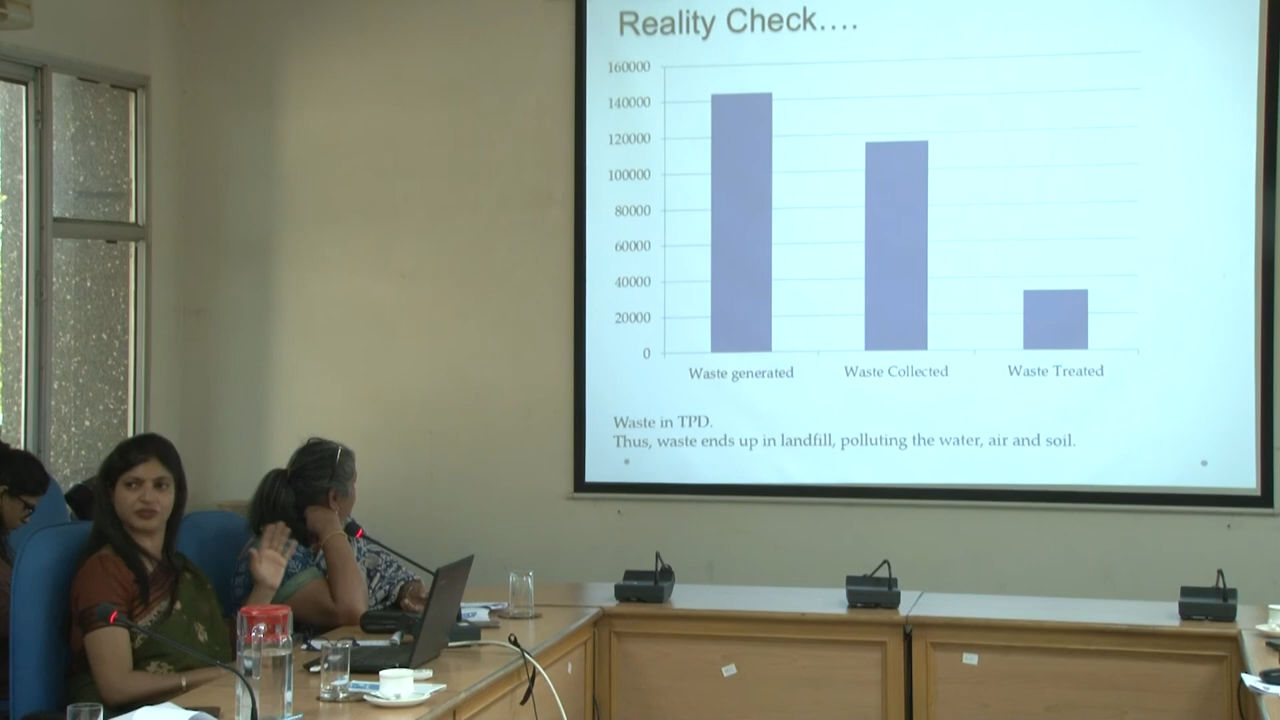 Reality Check....
160000
140000
120000
100000
80000
60000
40000
20000
0
Waste generated Waste Collected Waste Treated
Waste in TPD.
Thus, waste ends up in landfill, polluting the water, air and soil.